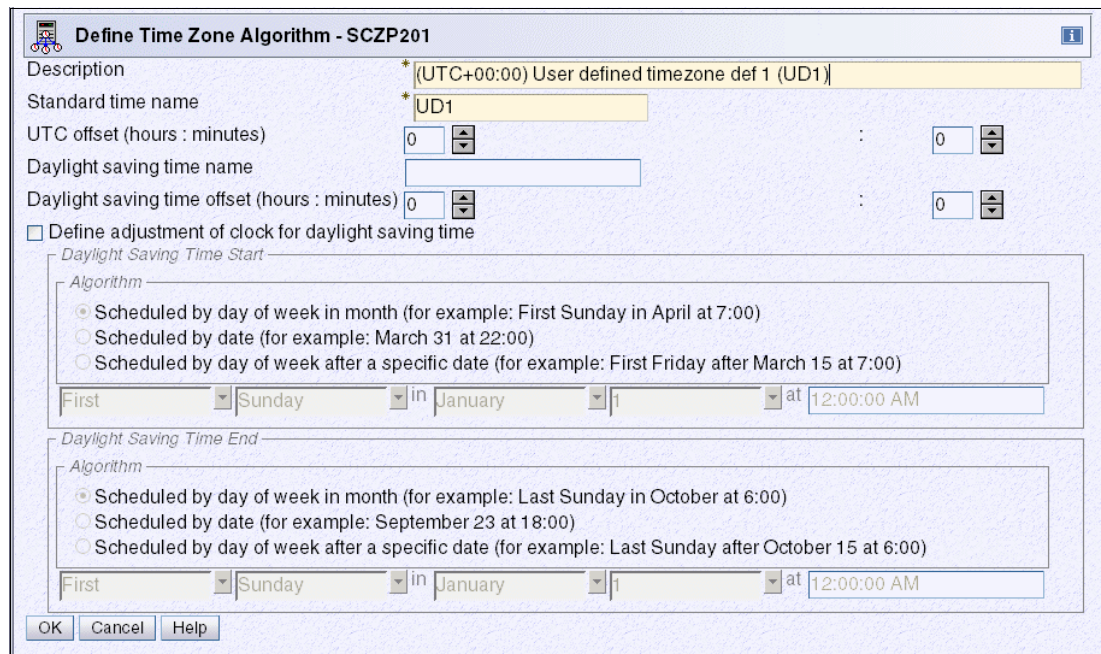 Define Time Zone Algorithm - SCZP201 i
Description * (UTC+00:00) User defined timezone def 1 (UD1)
Standard time name * UD1
UTC offset (hours : minutes) 0 : 0
Daylight saving time name
Daylight saving time offset (hours : minutes) 0 : 0
Define adjustment of clock for daylight saving time
Daylight Saving Time Start
Algorithm
Scheduled by day of week in month (for example: First Sunday in April at 7:00)
Scheduled by date (for example: March 31 at 22:00)
Scheduled by day of week after a specific date (for example: First Friday after March 15 at 7:00)
First Sunday in January 1 at 12:00:00 AM
Daylight Saving Time End
Algorithm
Scheduled by day of week in month (for example: Last Sunday in October at 6:00)
Scheduled by date (for example: September 23 at 18:00)
Scheduled by day of week after a specific date (for example: Last Sunday after October 15 at 6:00)
First Sunday in January 1 at 12:00:00 AM
OK Cancel Help